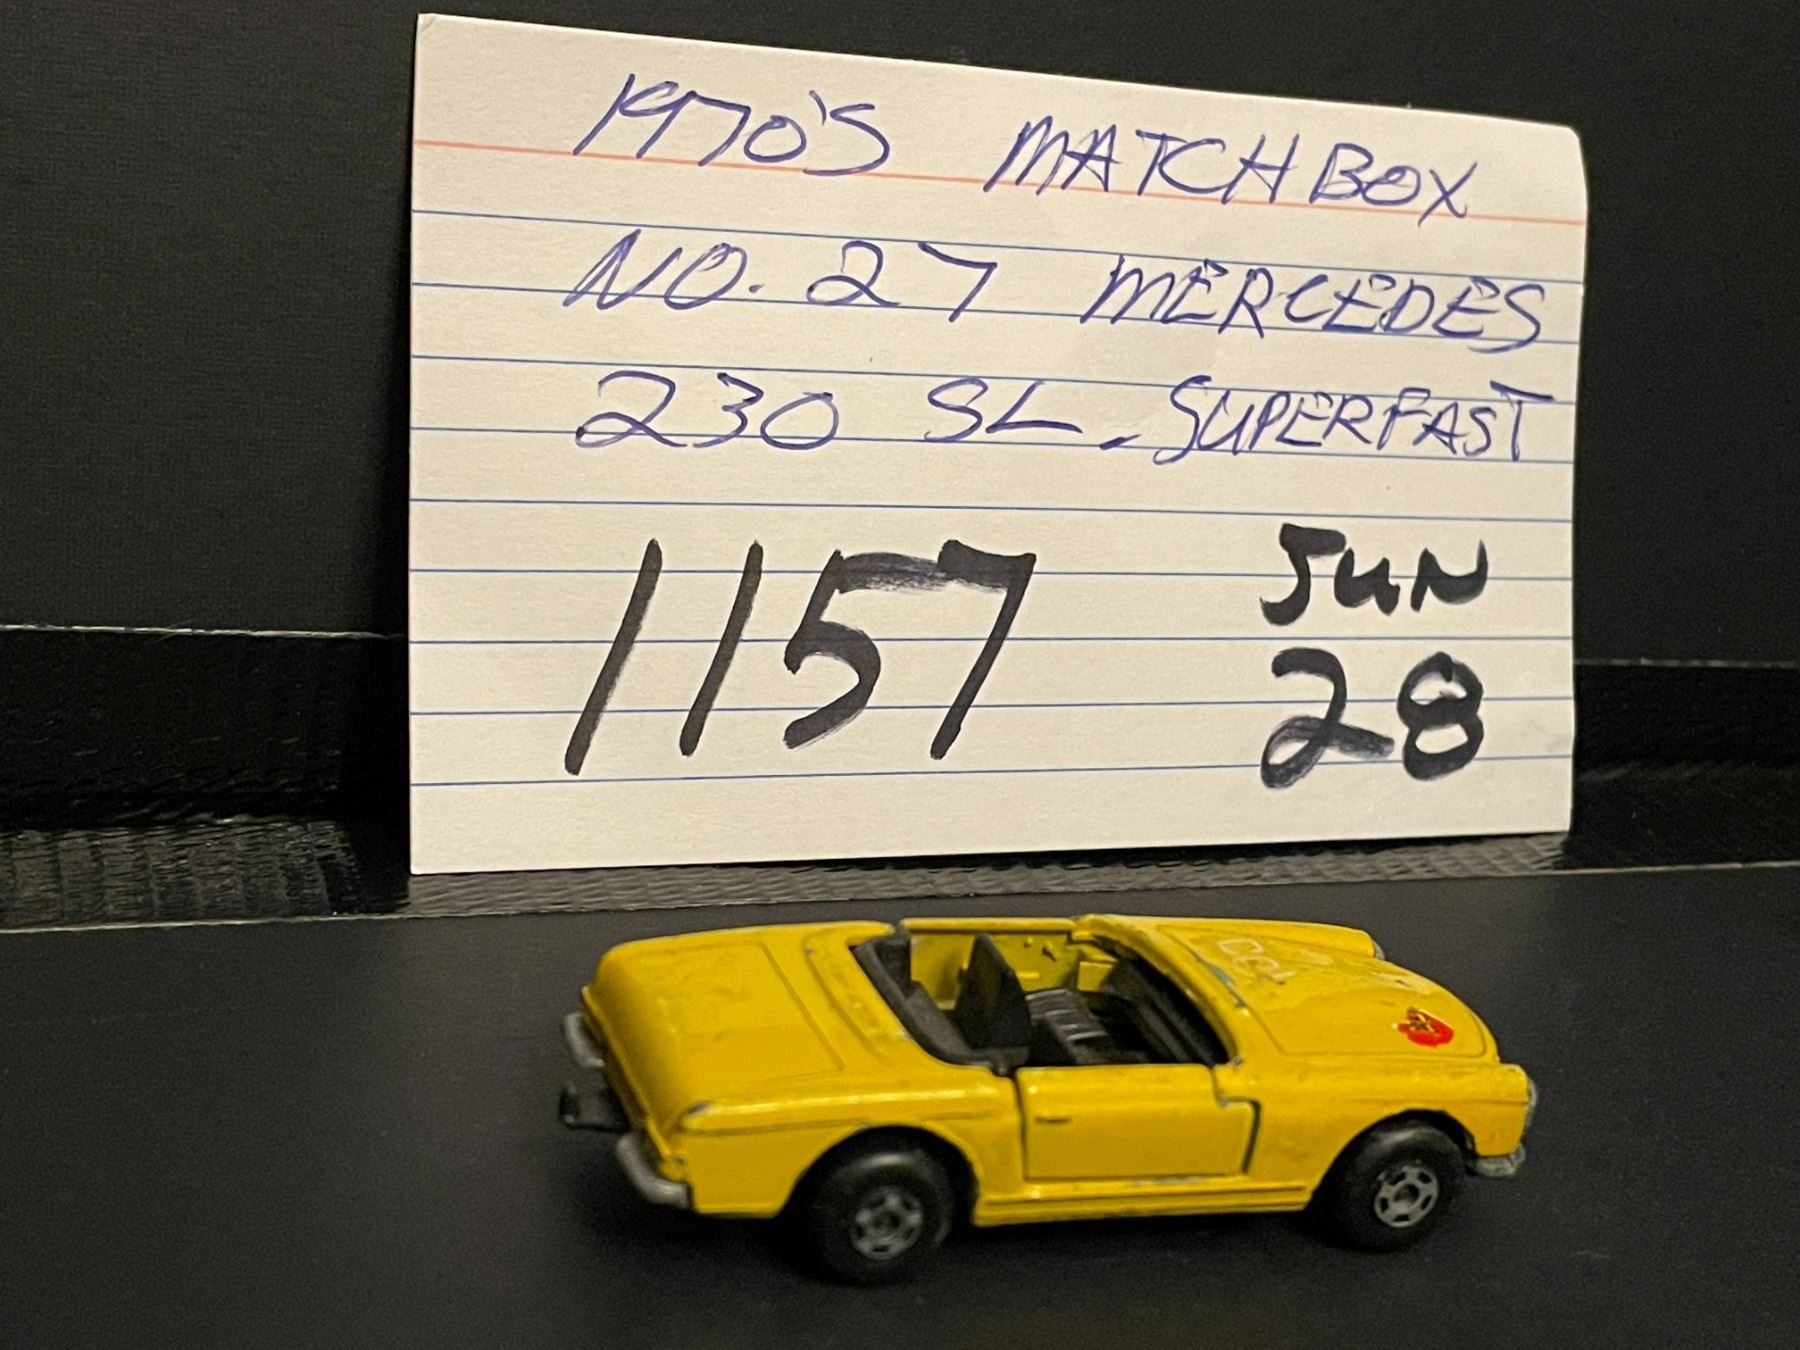 1970'S MATCHBOX
NO. 27 MERCEDES
230 SL. SUPERFAST
1157
JUN
28